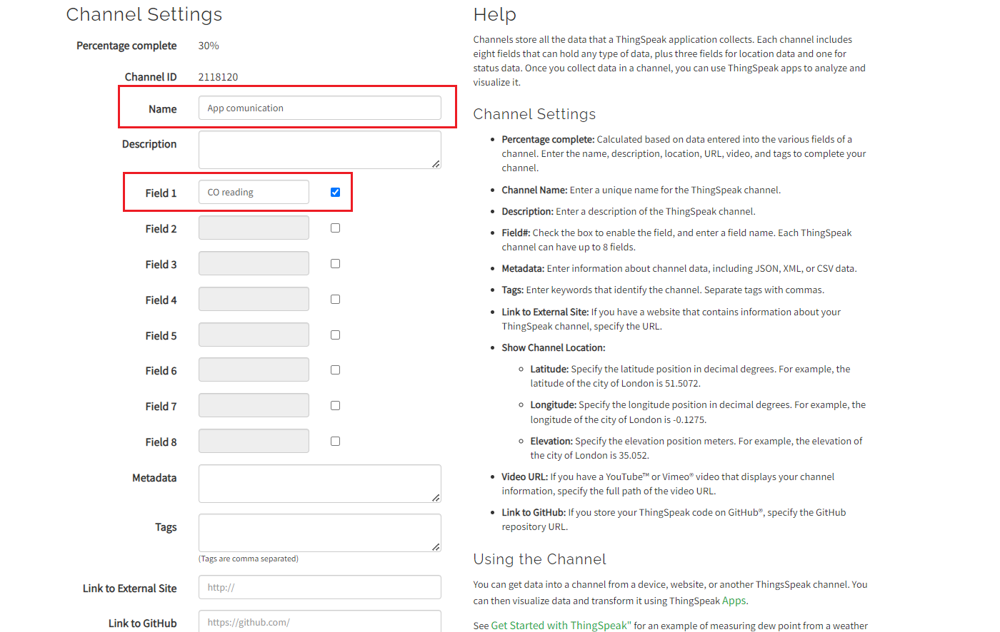 Channel Settings
Percentage complete 30%
Channel ID 2118120
Name App comunication
Description
Field 1 CO reading
Field 2
Field 3
Field 4
Field 5
Field 6
Field 7
Field 8
Metadata
Tags
(Tags are comma separated)
Link to External Site http://
Link to GitHub https://github.com/
Help
Channels store all the data that a ThingSpeak application collects. Each channel includes
eight fields that can hold any type of data, plus three fields for location data and one for
status data. Once you collect data in a channel, you can use ThingSpeak apps to analyze and
visualize it.
Channel Settings
• Percentage complete: Calculated based on data entered into the various fields of a
channel. Enter the name, description, location, URL, video, and tags to complete your
channel.
• Channel Name: Enter a unique name for the ThingSpeak channel.
• Description: Enter a description of the ThingSpeak channel.
• Field#: Check the box to enable the field, and enter a field name. Each ThingSpeak
channel can have up to 8 fields.
• Metadata: Enter information about channel data, including JSON, XML, or CSV data.
• Tags: Enter keywords that identify the channel. Separate tags with commas.
• Link to External Site: If you have a website that contains information about your
ThingSpeak channel, specify the URL.
• Show Channel Location:
◦ Latitude: Specify the latitude position in decimal degrees. For example, the
latitude of the city of London is 51.5072.
◦ Longitude: Specify the longitude position in decimal degrees. For example, the
longitude of the city of London is -0.1275.
◦ Elevation: Specify the elevation position meters. For example, the elevation of
the city of London is 35.052.
• Video URL: If you have a YouTube™ or Vimeo® video that displays your channel
information, specify the full path of the video URL.
• Link to GitHub: If you store your ThingSpeak code on GitHub®, specify the GitHub
repository URL.
Using the Channel
You can get data into a channel from a device, website, or another ThingsSpeak channel. You
can then visualize data and transform it using ThingSpeak Apps.
See Get Started with ThingSpeak" for an example of measuring dew point from a weather